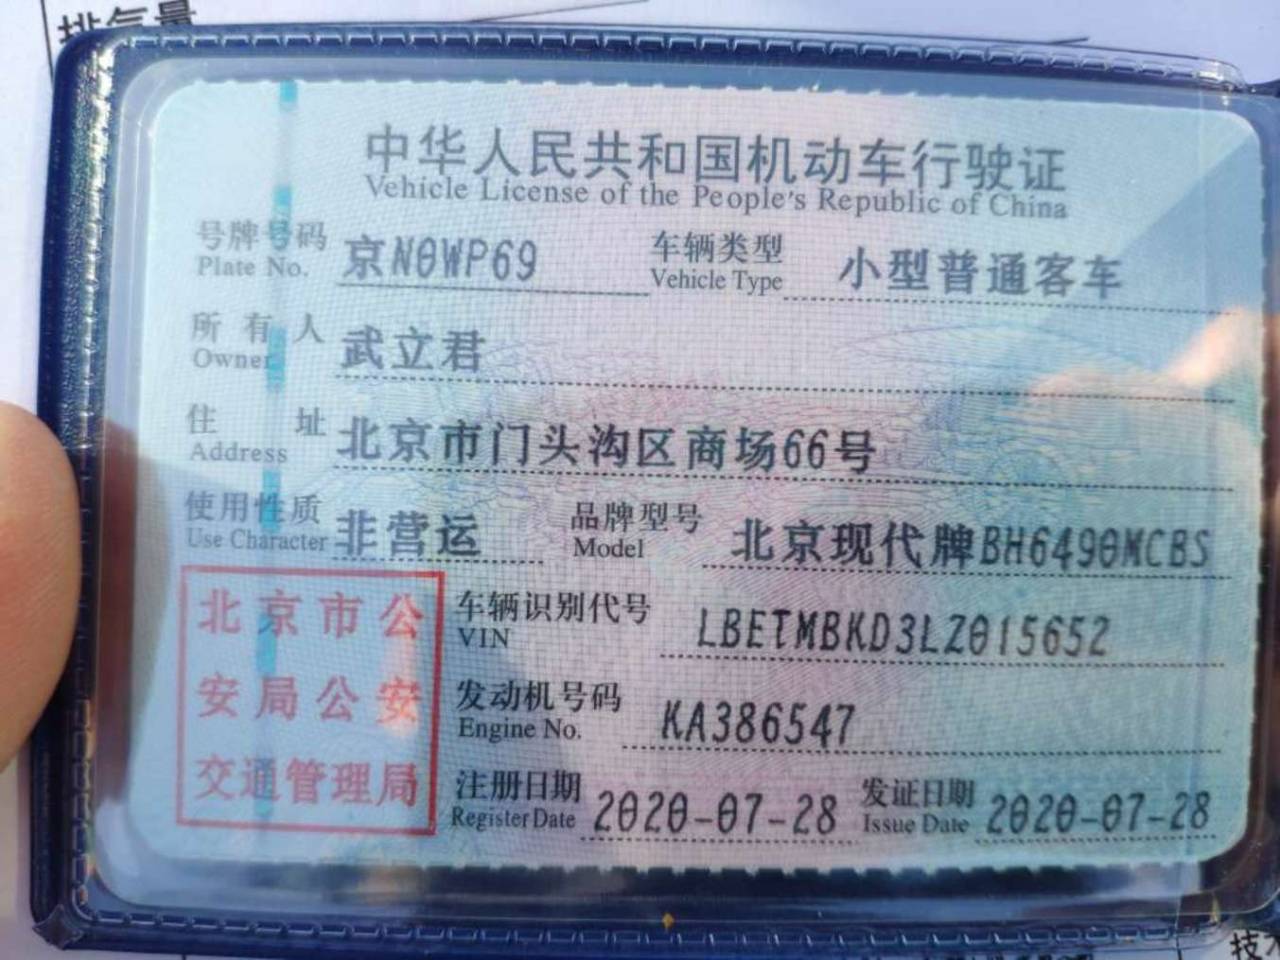 排气量
中华人民共和国机动车行驶证
Vehicle License of the People's Republic of China
号牌号码 京N0WP69 车辆类型 小型普通客车
Plate No. Vehicle Type
所有人 武立君
Owner
住址 北京市门头沟区商场66号
Address
使用性质 非营运 品牌型号 北京现代牌BH6490MCBS
Use Character Model
北京市公
安局公安
交通管理局
车辆识别代号 LBETMBKD3LZ015652
VIN
发动机号码 KA386547
Engine No.
注册日期 2020-07-28 发证日期 2020-07-28
Register Date Issue Date
技术